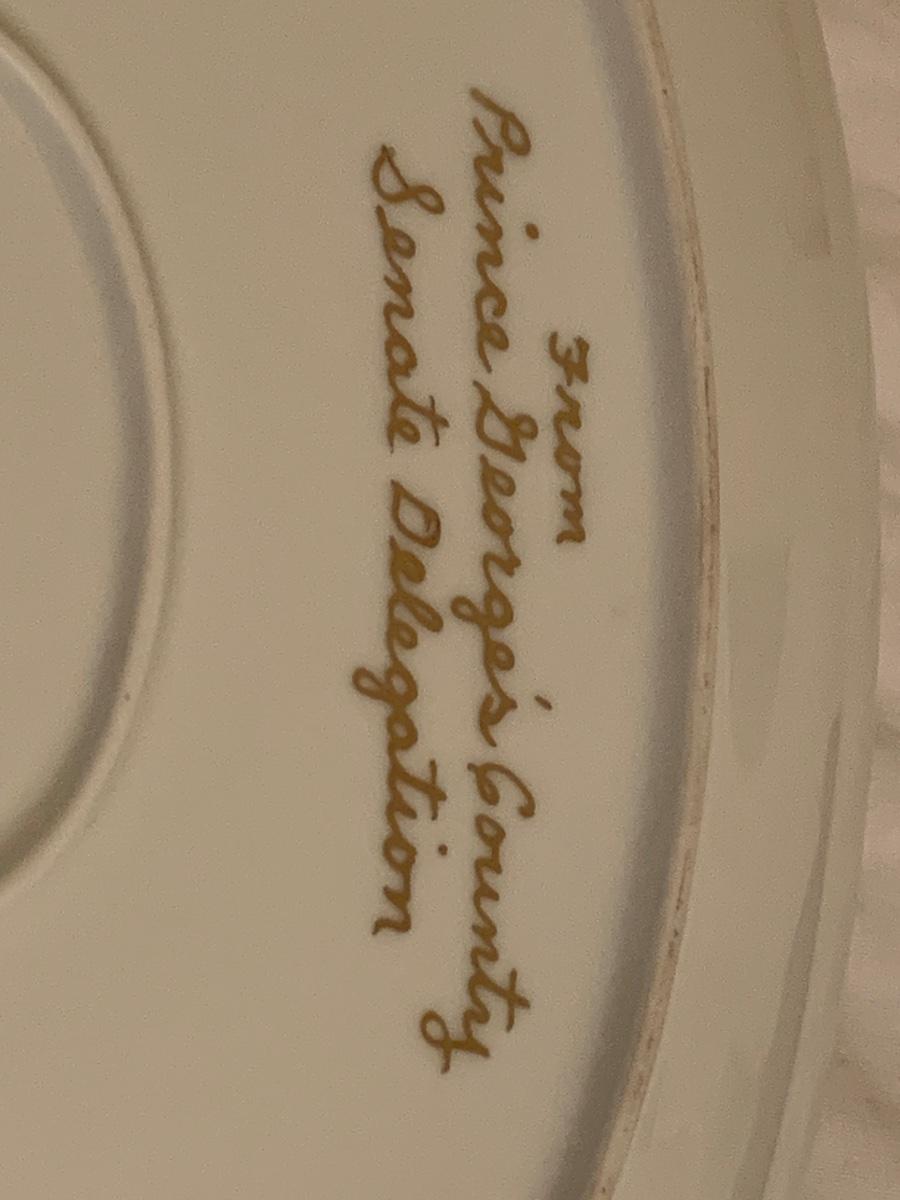 From
Prince George's County
Senate Delegation